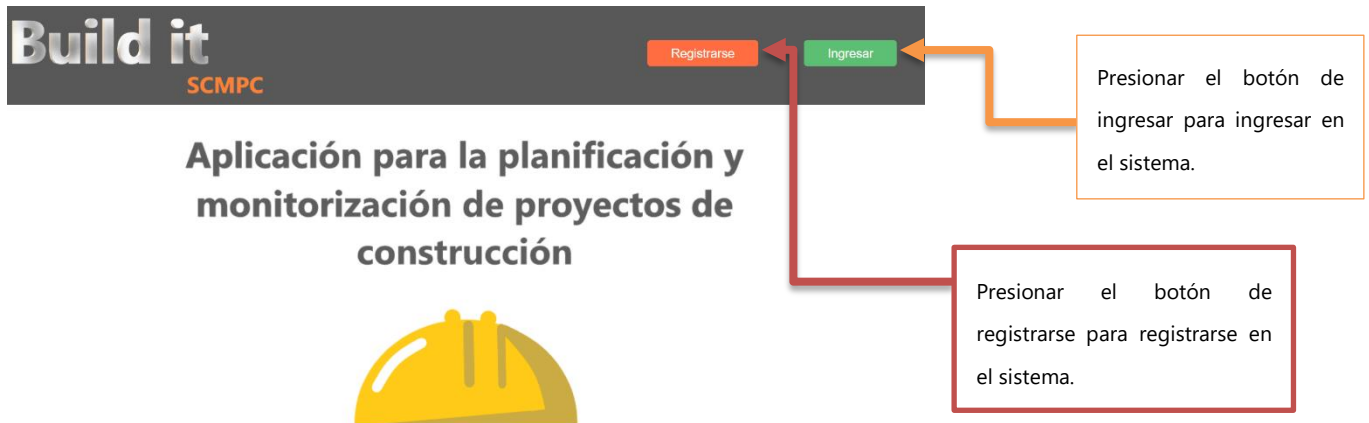 Build it
SCMPC
Registrarse
Ingresar
Aplicación para la planificación y
monitorización de proyectos de
construcción
Presionar el botón de
ingresar para ingresar en
el sistema.
Presionar el botón de
registrarse para registrarse en
el sistema.